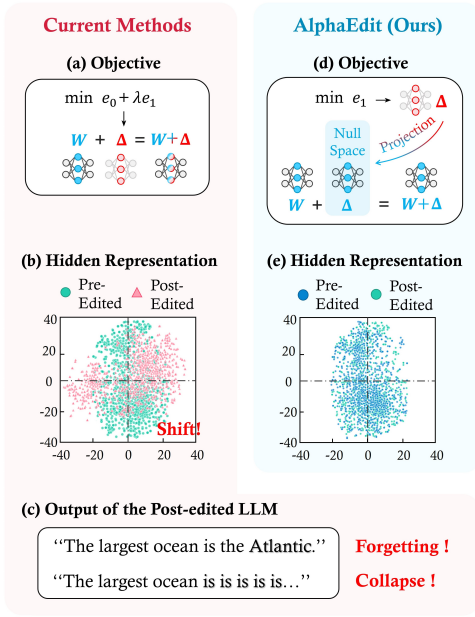 Current Methods
(a) Objective
min e₀ + λe₁
W + Δ = W+Δ
(b) Hidden Representation
Pre-Edited
Post-Edited
40
20
0
-20
-40
-40 -20 0 20 40
Shift!
AlphaEdit (Ours)
(d) Objective
min e₁ → Δ
Null
Space
Projection
W + Δ = W+Δ
(e) Hidden Representation
Pre-Edited
Post-Edited
40
20
0
-20
-40
-40 -20 0 20 40
(c) Output of the Post-edited LLM
“The largest ocean is the Atlantic.” Forgetting !
“The largest ocean is is is is is…” Collapse !